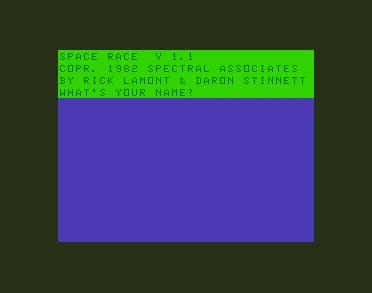 SPACE RACE  V 1.1
COPR. 1982 SPECTRAL ASSOCIATES
BY RICK LAMONT & DARON STINNETT
WHAT'S YOUR NAME?